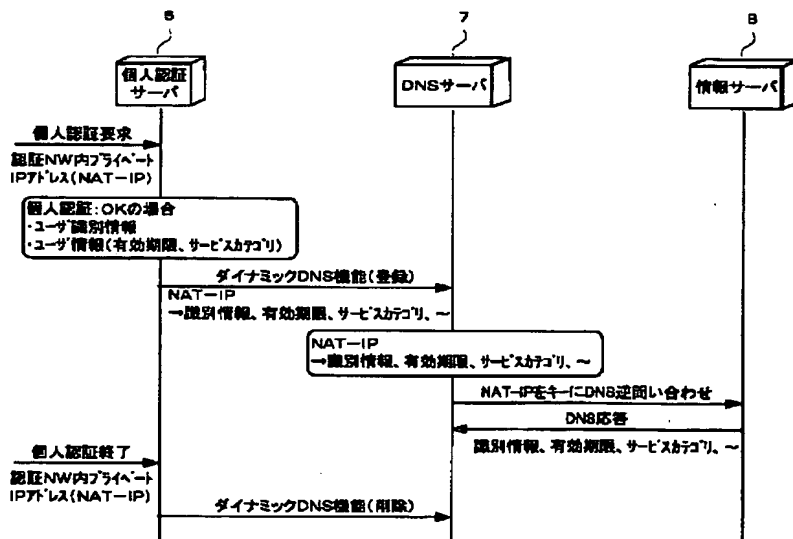 6
7
8
個人認証
サーバ
DNSサーバ
情報サーバ
個人認証要求
認証NW内プライベート
IPアドレス(NAT-IP)
個人認証:OKの場合
・ユーザ識別情報
・ユーザ情報(有効期限、サービスカテゴリ)
ダイナミックDNS機能(登録)
NAT-IP
→識別情報、有効期限、サービスカテゴリ、~
NAT-IP
→識別情報、有効期限、サービスカテゴリ、~
NAT-IPをキーにDNS逆問い合わせ
DNS応答
識別情報、有効期限、サービスカテゴリ、~
個人認証終了
認証NW内プライベート
IPアドレス(NAT-IP)
ダイナミックDNS機能(削除)